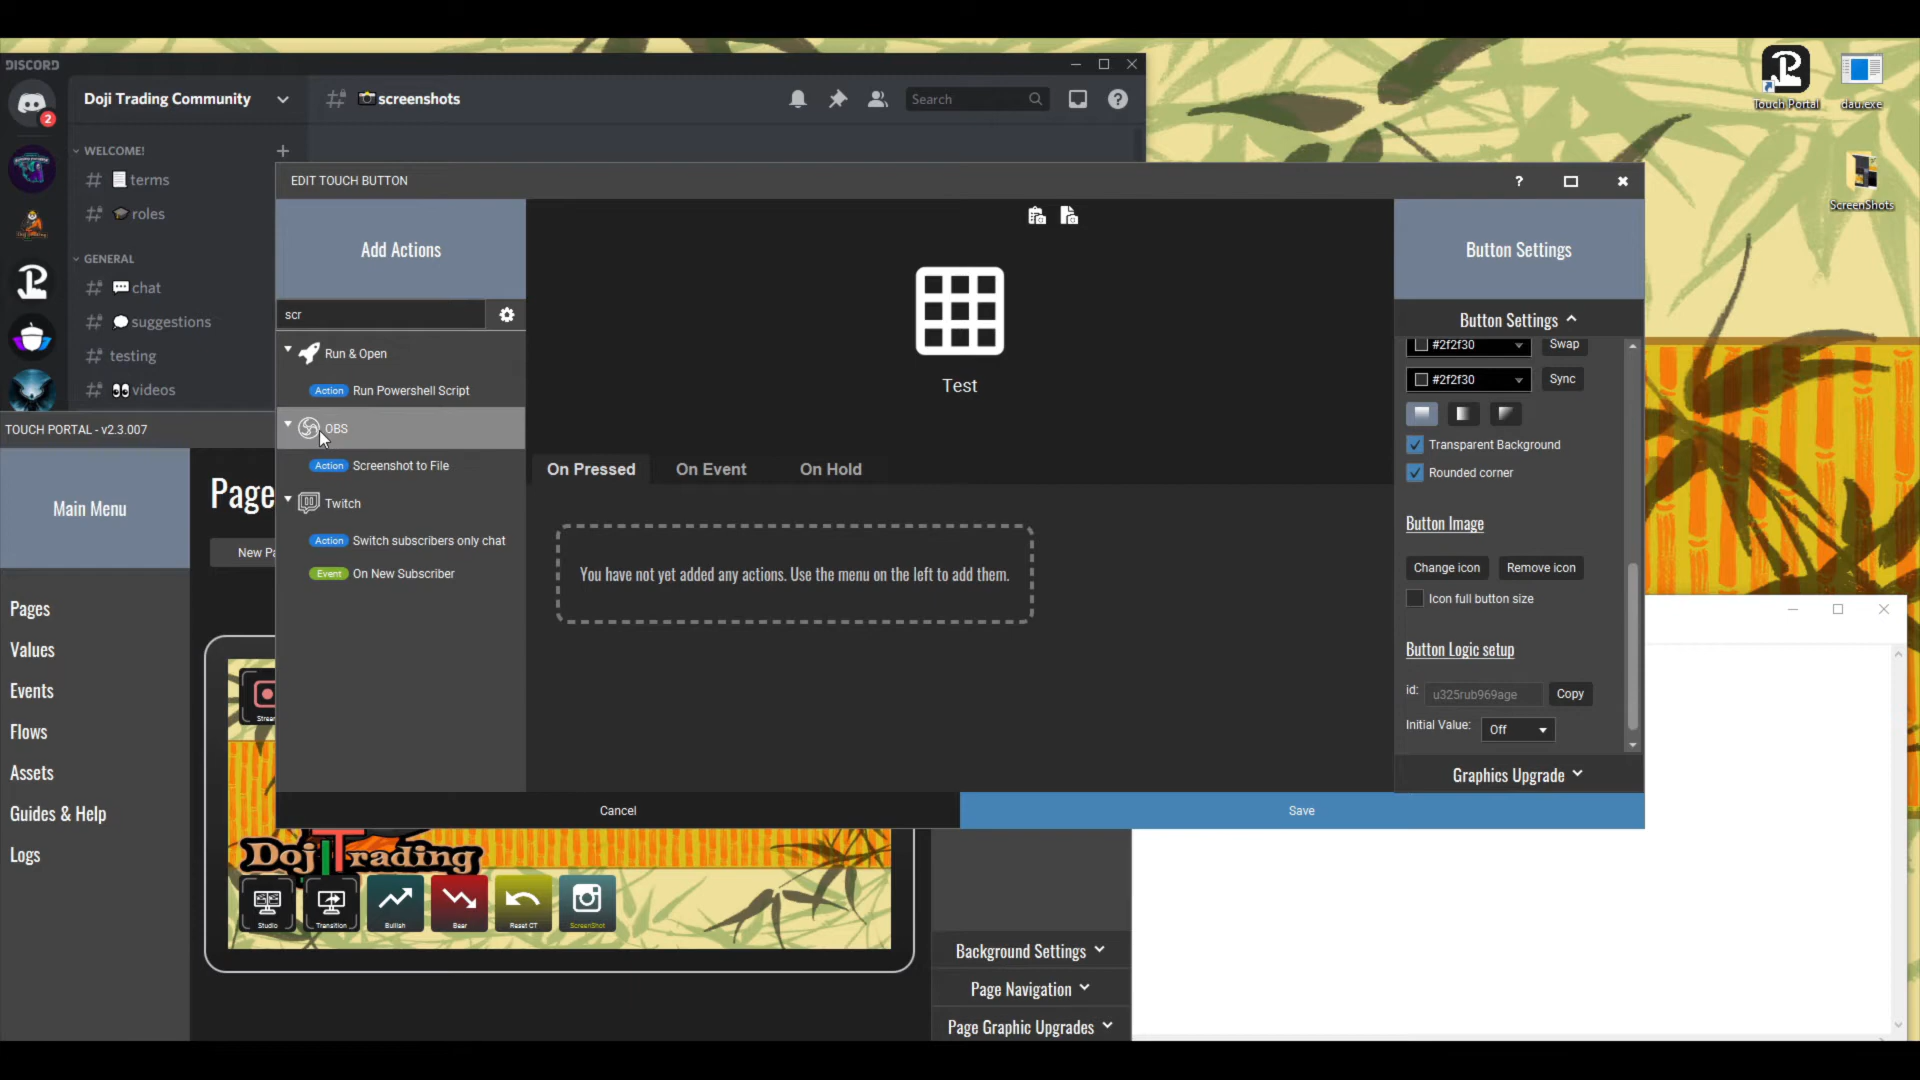 DISCORD
Doji Trading Community
screenshots
Search
2
WELCOME!
terms
roles
GENERAL
chat
suggestions
testing
videos
Touch Portal
dau.exe
ScreenShots
EDIT TOUCH BUTTON
?
Add Actions
scr
Run & Open
Action Run Powershell Script
OBS
Action Screenshot to File
Twitch
Action Switch subscribers only chat
Event On New Subscriber
Test
On Pressed
On Event
On Hold
You have not yet added any actions. Use the menu on the left to add them.
Button Settings
Button Settings
#2f2f30
Swap
#2f2f30
Sync
Transparent Background
Rounded corner
Button Image
Change icon
Remove icon
Icon full button size
Button Logic setup
id:
u325rub969age
Copy
Initial Value:
Off
Graphics Upgrade
Cancel
Save
TOUCH PORTAL - v2.3.007
Main Menu
Pages
Values
Events
Flows
Assets
Guides & Help
Logs
Page
New Pa
Strea
Doji Trading
Studio
Transition
Bullish
Bear
Reset CT
ScreenShot
Background Settings
Page Navigation
Page Graphic Upgrades